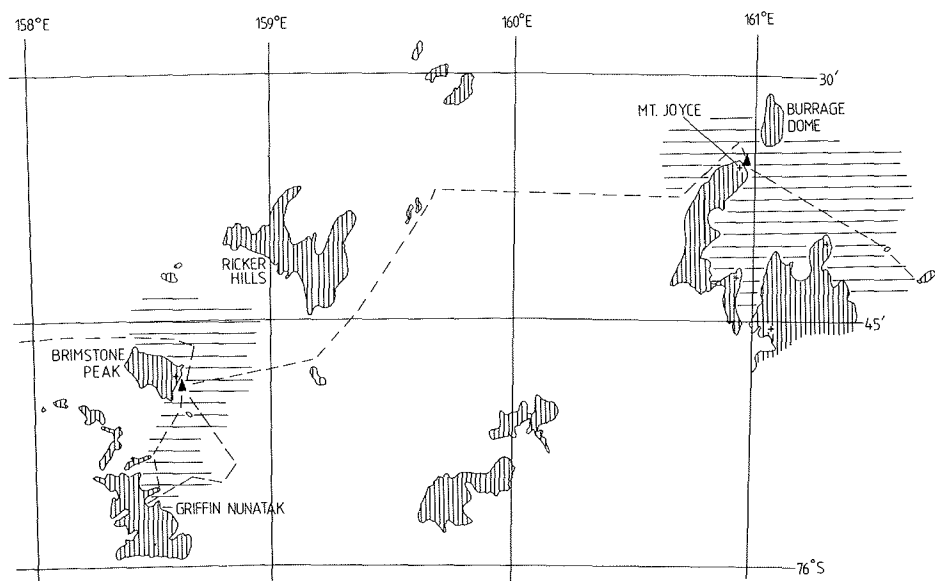 158°E
159°E
160°E
161°E
30′
MT. JOYCE
BURRAGE
DOME
RICKER
HILLS
45′
BRIMSTONE
PEAK
GRIFFIN NUNATAK
76°S